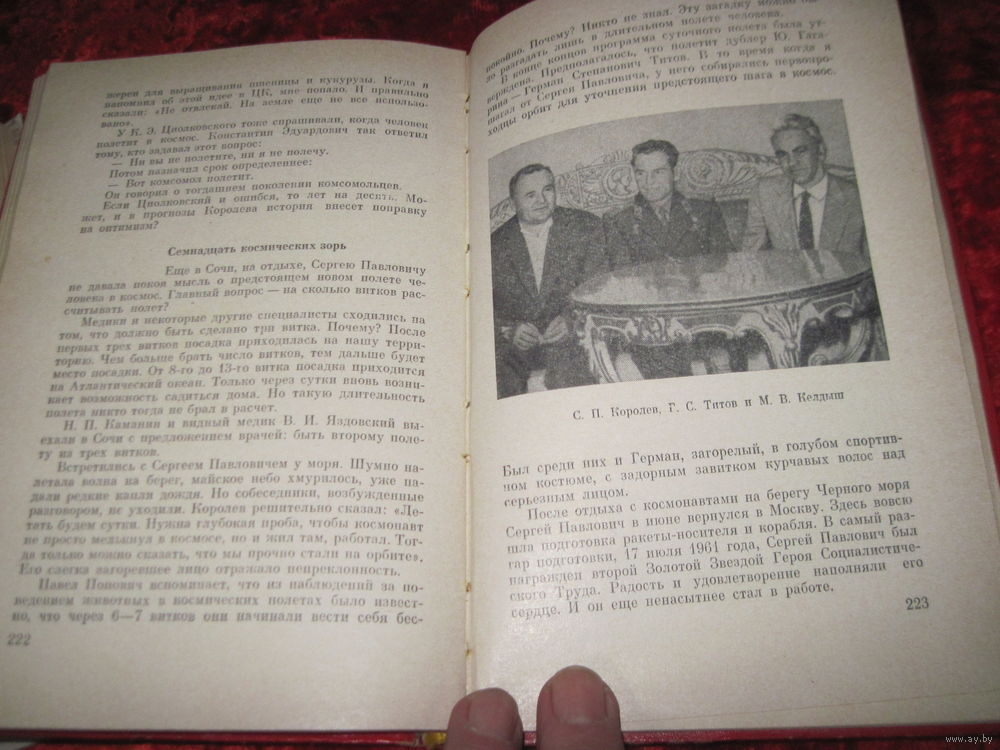 жереи для выращивания пшеницы и кукурузы. Когда я
напомнил об этой идее в ЦК, мне попало. И правильно
сказали: «Не отвлекай. На земле еще не все использо-
вано».
У К. Э. Циолковского тоже спрашивали, когда человек
полетит в космос. Константин Эдуардович так ответил
тому, кто задавал этот вопрос:
— Ни вы не полетите, ни я не полечу.
Потом назначил срок определеннее:
— Вот комсомол полетит.
Он говорил о тогдашнем поколении комсомольцев.
Если Циолковский и ошибся, то лет на десять. Мо-
жет, и в прогнозы Королева история внесет поправку
на оптимизм?
Семнадцать космических зорь
Еще в Сочи, на отдыхе, Сергею Павловичу
не давала покоя мысль о предстоящем новом полете че-
ловека в космос. Главный вопрос — на сколько витков рас-
считывать полет?
Медики и некоторые другие специалисты сходились на
том, что должно быть сделано три витка. Почему? После
первых трех витков посадка приходилась на нашу терри-
торию. Чем больше брать число витков, тем дальше будет
место посадки. От 8-го до 13-го витка посадка приходится
на Атлантический океан. Только через сутки вновь возни-
кает возможность садиться дома. Но такую длительность
полета никто тогда не брал в расчет.
Н. П. Каманин и видный медик В. И. Яздовский вы-
ехали в Сочи с предложением врачей: быть второму поле-
ту из трех витков.
Встретились с Сергеем Павловичем у моря. Шумно на-
летала волна на берег, майское небо хмурилось, уже па-
дали редкие капли дождя. Но собеседники, возбужденные
разговором, не уходили. Королев решительно сказал: «Ле-
тать будем сутки. Нужна глубокая проба, чтобы космонавт
не просто мелькнул в космосе, но и жил там, работал. Тог-
да только можно сказать, что мы прочно стали на орбите».
Его слегка загоревшее лицо отражало непреклонность.
Павел Попович вспоминает, что из наблюдений за по-
ведением животных в космических полетах было извест-
но, что через 6—7 витков они начинали вести себя бес-
222
покойно. Почему? Никто не знал. Эту загадку можно бы-
ло разгадать лишь в длительном полете человека.
В конце концов программа суточного полета была ут-
верждена. Предполагалось, что полетит дублер Ю. Гага-
рина — Герман Степанович Титов. В то время когда я
шагал от Сергея Павловича, у него собирались первопро-
ходцы орбит для уточнения предстоящего шага в космос.
С. П. Королев, Г. С. Титов и М. В. Келдыш
Был среди них и Герман, загорелый, в голубом спортив-
ном костюме, с задорным завитком курчавых волос над
серьезным лицом.
После отдыха с космонавтами на берегу Черного моря
Сергей Павлович в июне вернулся в Москву. Здесь вовсю
шла подготовка ракеты-носителя и корабля. В самый раз-
гар подготовки, 17 июля 1961 года, Сергей Павлович был
награжден второй Золотой Звездой Героя Социалистиче-
ского Труда. Радость и удовлетворение наполняли его
сердце. И он еще ненасытнее стал в работе.
223
www.ay.by